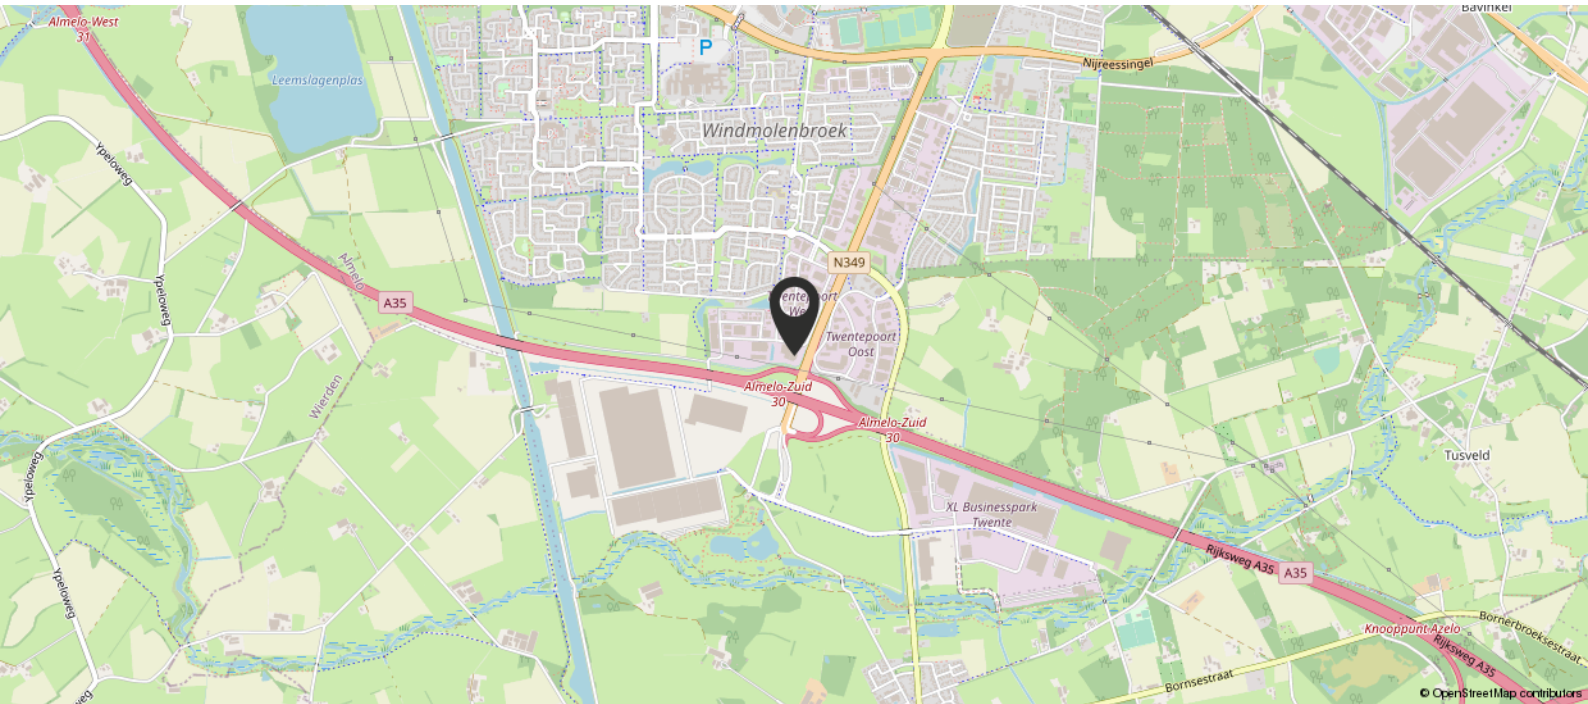 Almelo-West
31
Bavinkel
P
Leemslagenplas
Nijreessingel
Windmolenbroek
Ypeloweg
Almelo
N349
Ypeloweg
A35
Twentepoort
Oost
Almelo-Zuid
30
Wierden
Almelo-Zuid
30
Tusveld
Ypeloweg
XL Businesspark
Twente
Rijksweg A35
A35
Ypeloweg
Knooppunt Azelo
Bornerbroeksestraat
Rijksweg A35
Bornsestraat
© OpenStreetMap contributors